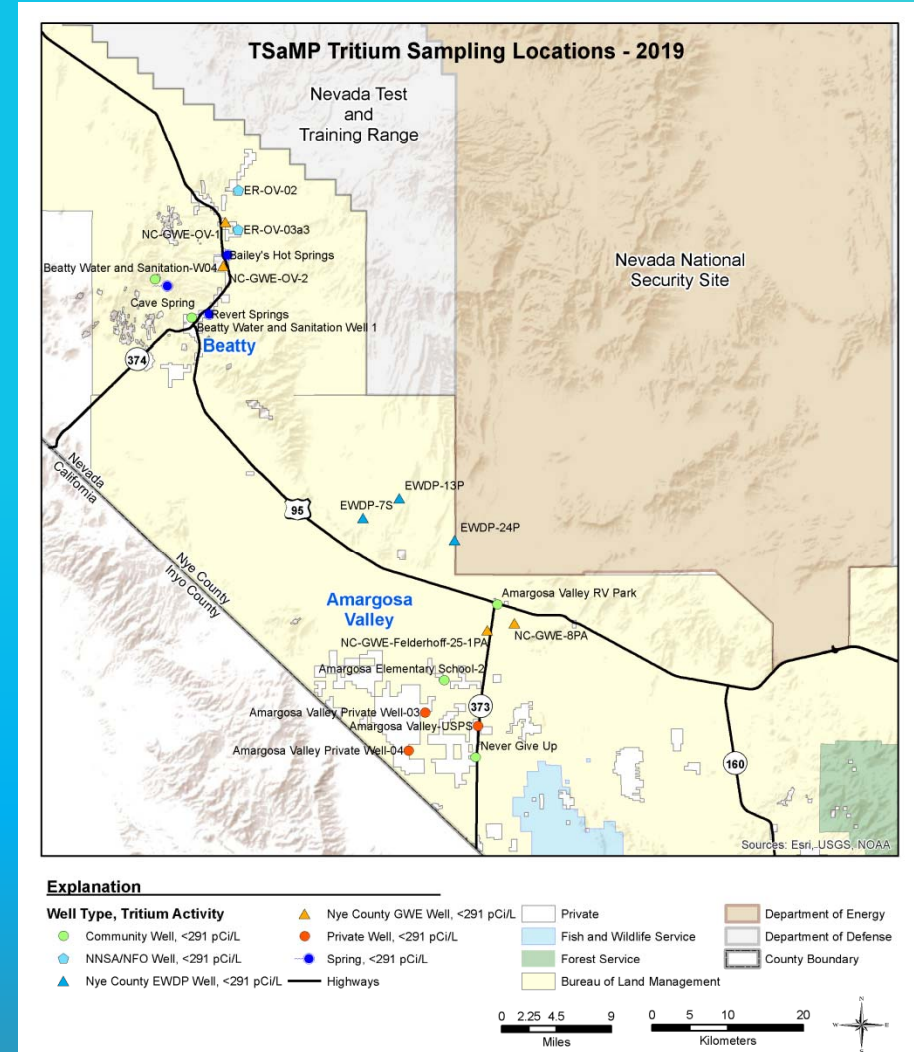 TSaMP Tritium Sampling Locations - 2019
Nevada Test
and
Training Range
Nevada National
Security Site
ER-OV-02
NC-GWE-OV-1
ER-OV-03a3
Bailey's Hot Springs
Beatty Water and Sanitation-W04
NC-GWE-OV-2
Cave Spring
Revert Springs
Beatty Water and Sanitation Well 1
Beatty
374
Nevada
California
95
EWDP-13P
EWDP-7S
EWDP-24P
Nye County
Inyo County
Amargosa
Valley
Amargosa Valley RV Park
NC-GWE-Felderhoff-25-1PA
NC-GWE-8PA
Amargosa Elementary School-2
Amargosa Valley Private Well-03
373
Amargosa Valley-USPS
Amargosa Valley Private Well-04
Never Give Up
160
Sources: Esri, USGS, NOAA
Explanation
Well Type, Tritium Activity
Community Well, <291 pCi/L
NNSA/NFO Well, <291 pCi/L
Nye County EWDP Well, <291 pCi/L
Nye County GWE Well, <291 pCi/L
Private Well, <291 pCi/L
Spring, <291 pCi/L
Highways
Private
Fish and Wildlife Service
Forest Service
Bureau of Land Management
Department of Energy
Department of Defense
County Boundary
0 2.25 4.5 9
Miles
0 5 10 20
Kilometers
N
W E
S